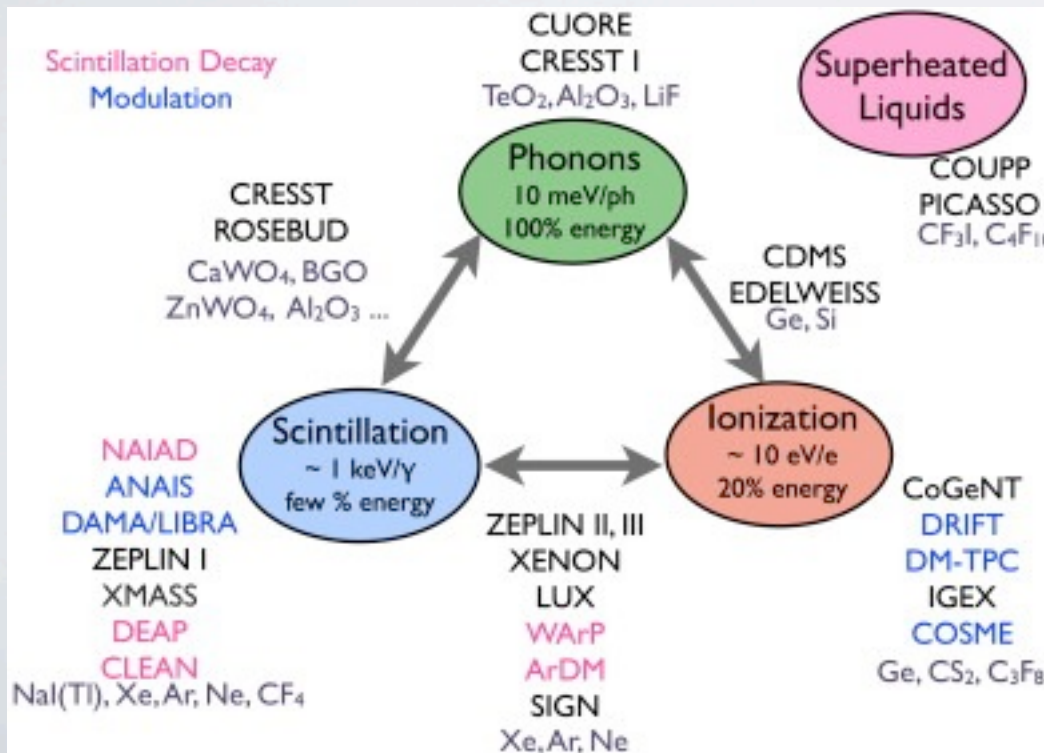 Scintillation Decay
Modulation
CUORE
CRESST I
TeO₂, Al₂O₃, LiF
Phonons
10 meV/ph
100% energy
Superheated
Liquids
COUPP
PICASSO
CF₃I,
CRESST
ROSEBUD
CaWO₄, BGO
ZnWO₄, Al₂O₃ ...
CDMS
EDELWEISS
Ge, Si
Scintillation
~ 1 keV/γ
few % energy
Ionization
~ 10 eV/e
20% energy
NAIAD
ANAIS
DAMA/LIBRA
ZEPLIN I
XMASS
DEAP
CLEAN
NaI(Tl), Xe, Ar, Ne, CF₄
ZEPLIN II, III
XENON
LUX
WArP
ArDM
SIGN
Xe, Ar, Ne
CoGeNT
DRIFT
DM-TPC
IGEX
COSME
Ge, CS₂, C₃F₈